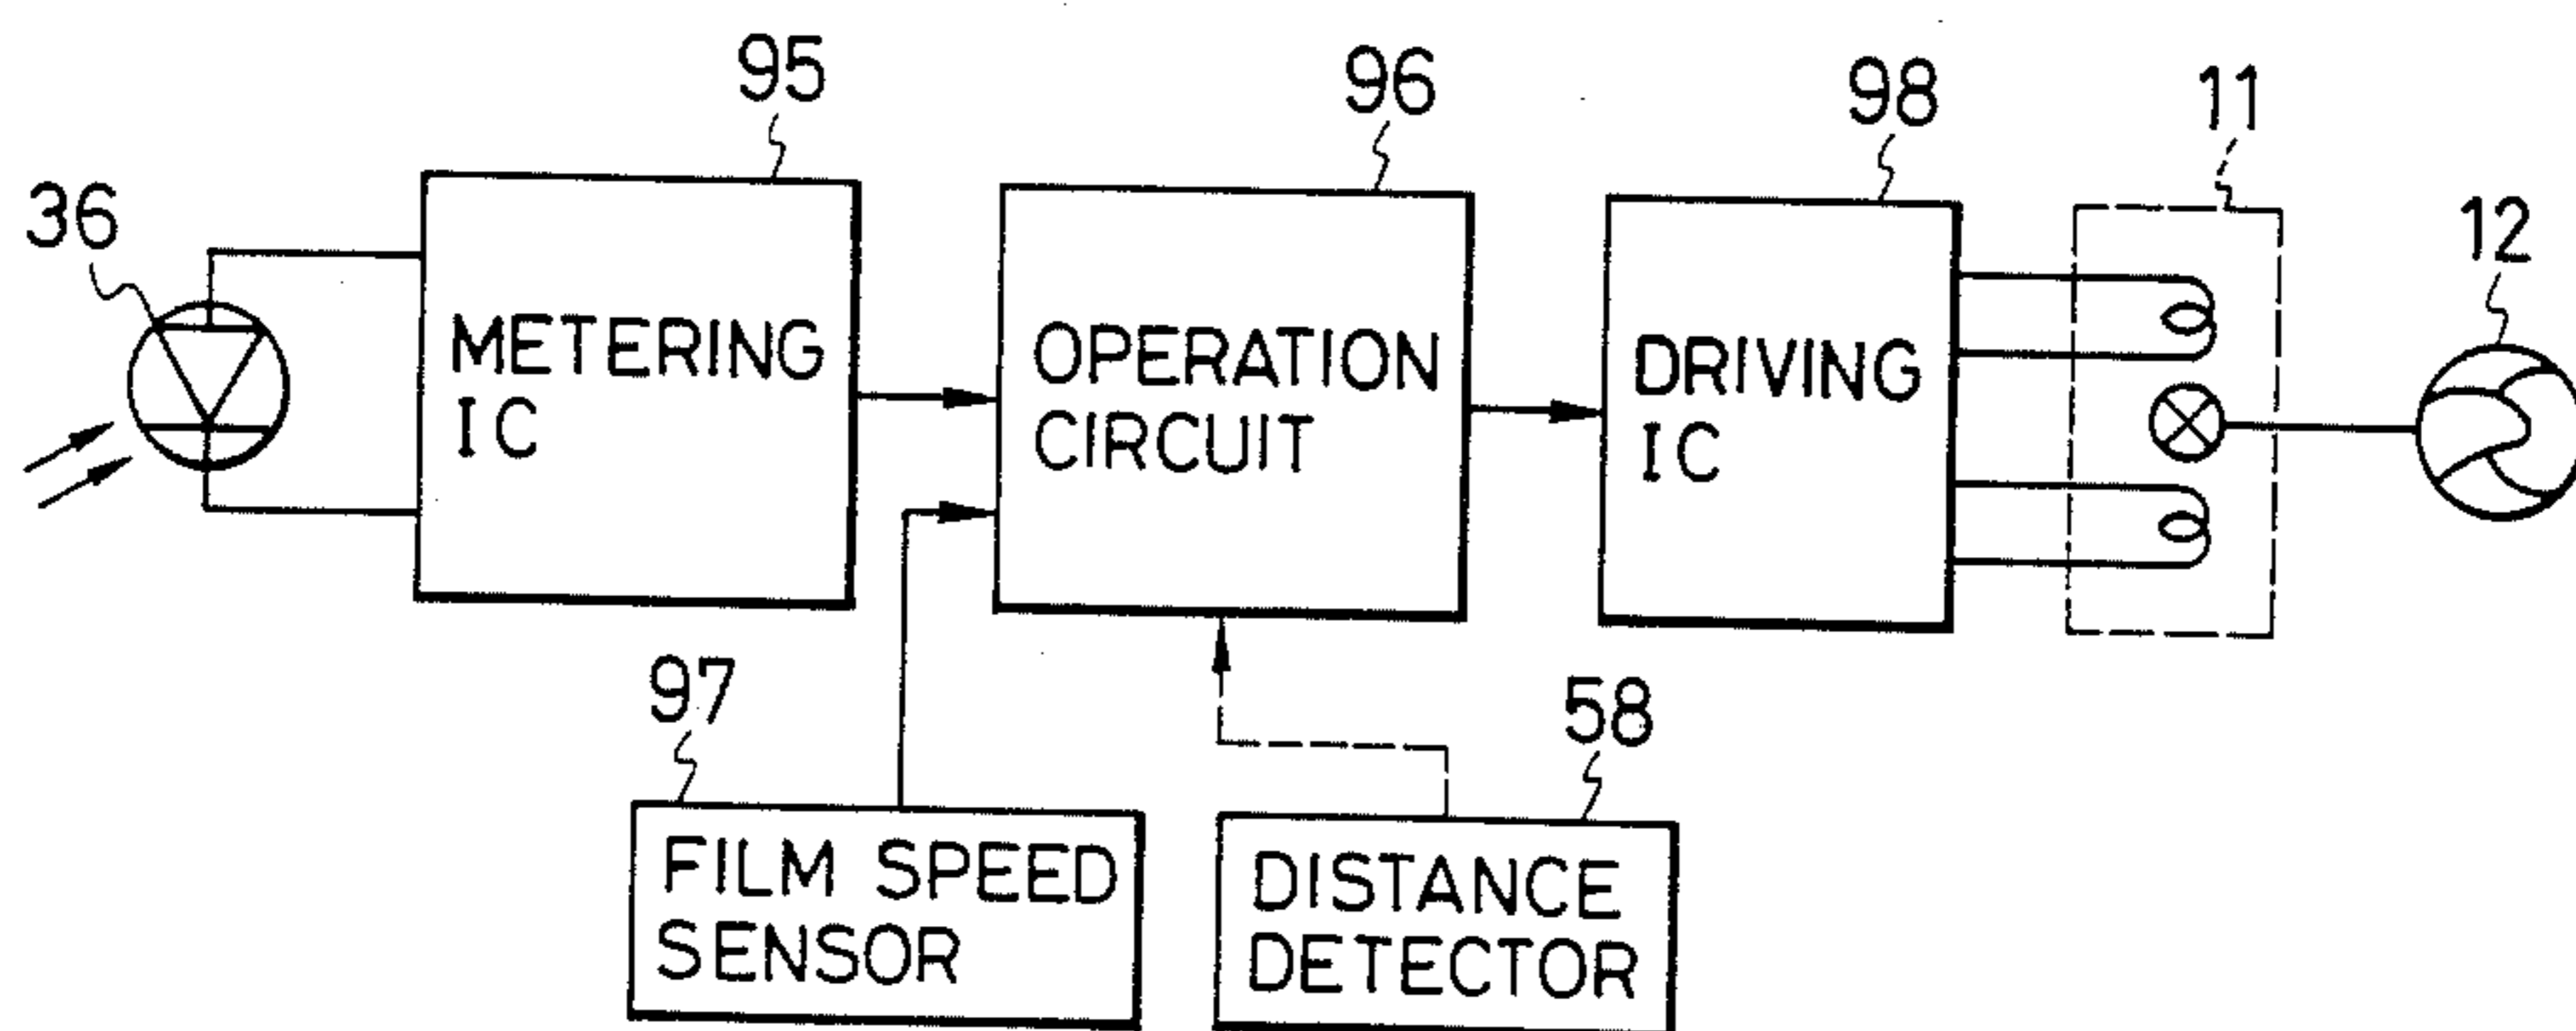 95
96
98
11
36
12
METERING
IC
OPERATION
CIRCUIT
DRIVING
IC
97
58
FILM SPEED
SENSOR
DISTANCE
DETECTOR